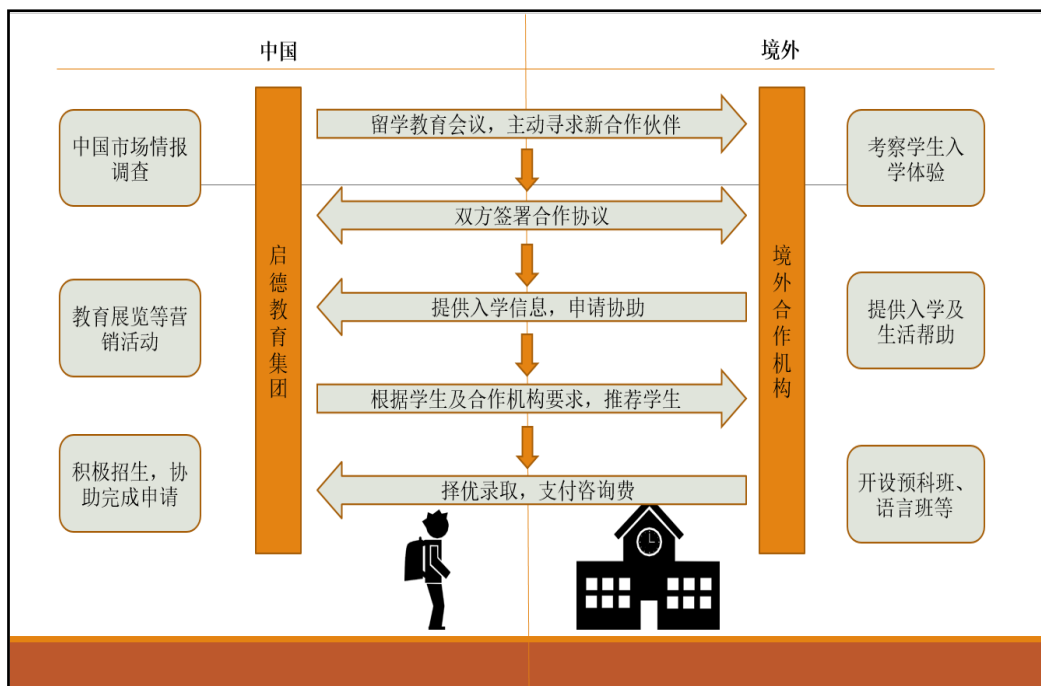 中国
境外
中国市场情报
调查
启德教育集团
留学教育会议，主动寻求新合作伙伴
双方签署合作协议
提供入学信息，申请协助
根据学生及合作机构要求，推荐学生
择优录取，支付咨询费
境外合作机构
考察学生入
学体验
教育展览等营
销活动
提供入学及
生活帮助
积极招生，协
助完成申请
开设预科班、
语言班等